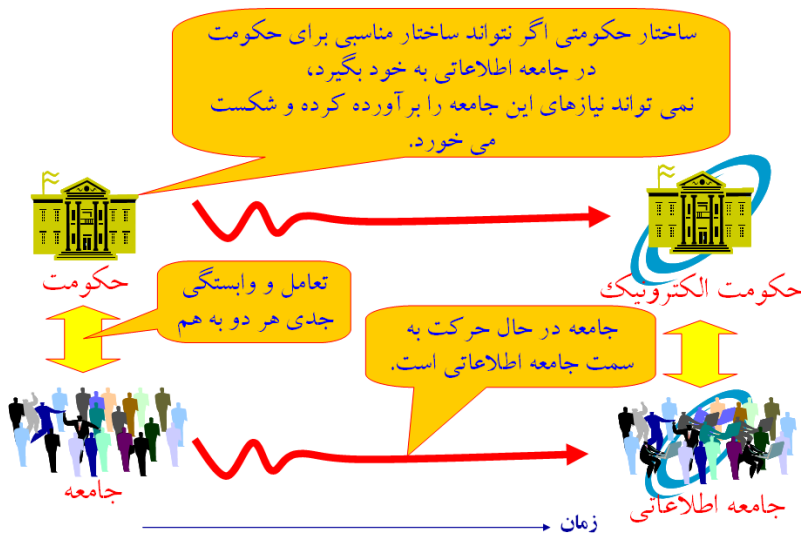 ساختار حکومتی اگر نتواند ساختار مناسبی برای حکومت
در جامعه اطلاعاتی به خود بگیرد،
نمی تواند نیازهای این جامعه را برآورده کرده و شکست
می خورد.
حکومت
حکومت الکترونیک
تعامل و وابستگی
جدی هر دو به هم
جامعه در حال حرکت به
سمت جامعه اطلاعاتی است.
جامعه
جامعه اطلاعاتی
زمان